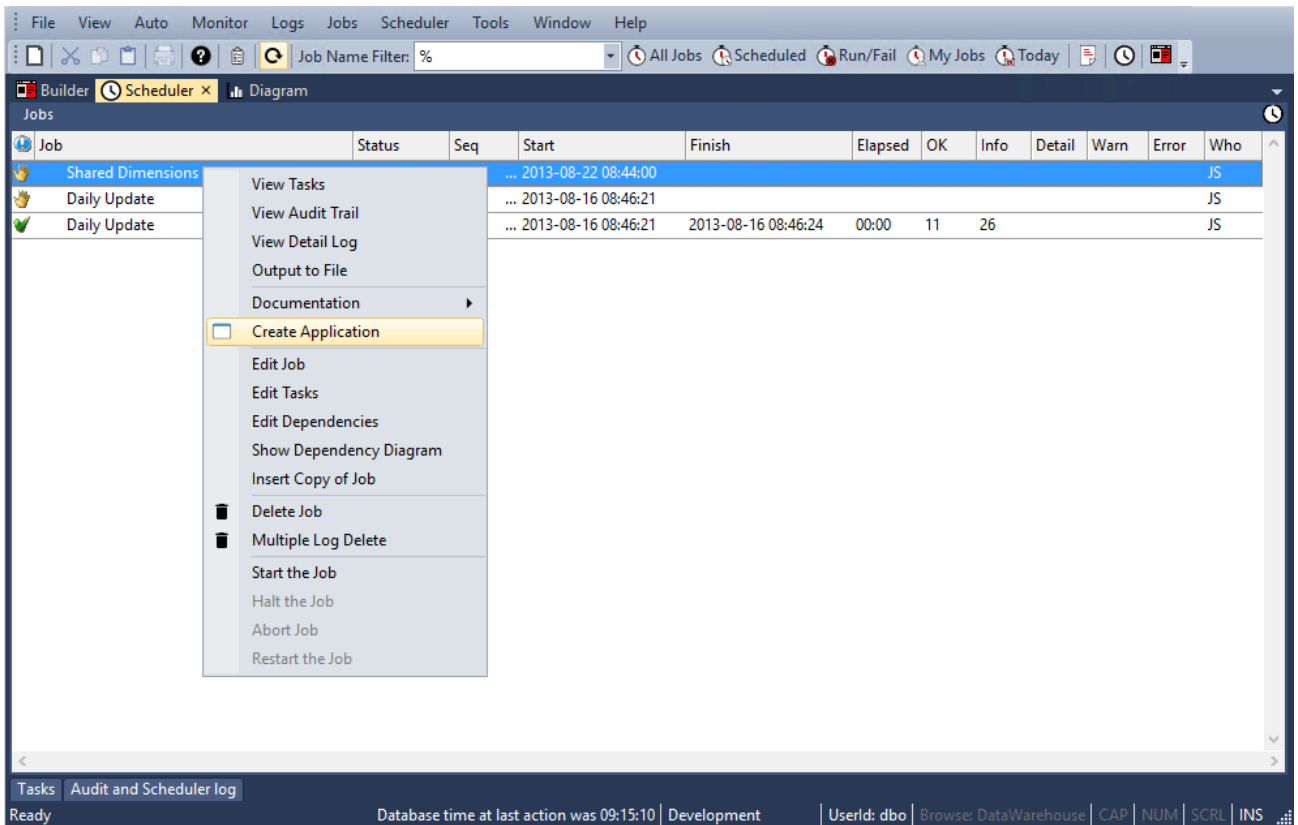 File View Auto Monitor Logs Jobs Scheduler Tools Window Help
Job Name Filter: % All Jobs Scheduled Run/Fail My Jobs Today
Builder Scheduler × Diagram
Jobs
Job Status Seq Start Finish Elapsed OK Info Detail Warn Error Who
Shared Dimensions ... 2013-08-22 08:44:00 JS
Daily Update ... 2013-08-16 08:46:21 JS
Daily Update ... 2013-08-16 08:46:21 2013-08-16 08:46:24 00:00 11 26 JS
View Tasks
View Audit Trail
View Detail Log
Output to File
Documentation
Create Application
Edit Job
Edit Tasks
Edit Dependencies
Show Dependency Diagram
Insert Copy of Job
Delete Job
Multiple Log Delete
Start the Job
Halt the Job
Abort Job
Restart the Job
Tasks Audit and Scheduler log
Ready Database time at last action was 09:15:10 Development UserId: dbo Browse: DataWarehouse CAP NUM SCRL INS